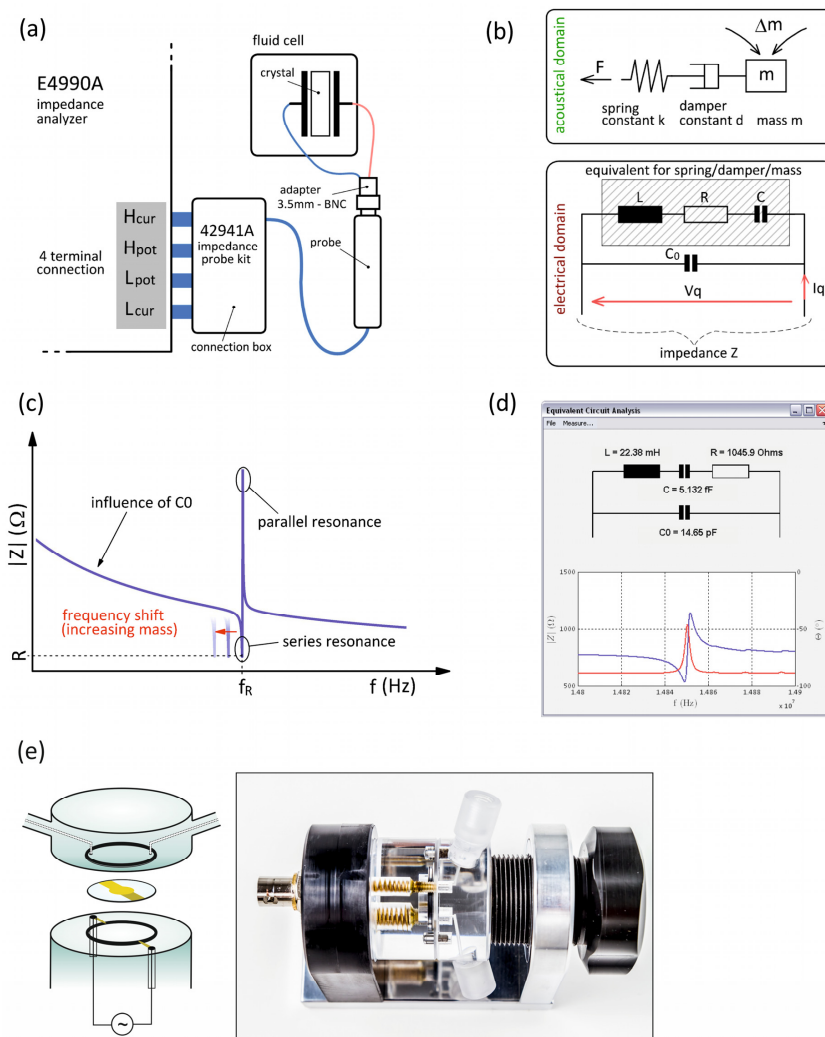 (a)
E4990A
impedance
analyzer
fluid cell
crystal
adapter
3.5mm - BNC
probe
4 terminal
connection
Hcur
Hpot
Lpot
Lcur
42941A
impedance
probe kit
connection box
(b)
acoustical domain
F
Δm
m
spring
constant k
damper
constant d
mass m
electrical domain
equivalent for spring/damper/mass
L R C
C0
Vq
Iq
impedance Z
(c)
|Z| (Ω)
influence of C0
parallel resonance
frequency shift
(increasing mass)
series resonance
R
fR
f (Hz)
(d)
Equivalent Circuit Analysis
File Measure...
L = 22.38 mH
R = 1045.9 Ohms
C = 5.132 fF
C0 = 14.65 pF
|Z| (Ω)
1500
1000
500
0
-50
-100
Θ (°)
1.48 1.482 1.484 1.486 1.488 1.49
f (Hz)
x 10⁷
(e)
~